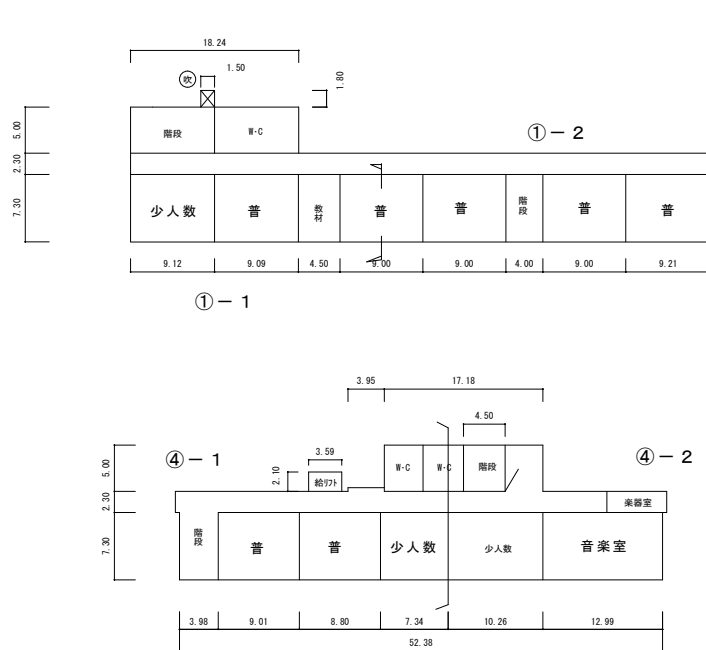 18.24
1.50
吹
1.80
5.00
階段
W・C
①－2
2.30
7.30
少人数
普
教材
普
普
階段
普
普
9.12
9.09
4.50
9.00
9.00
4.00
9.00
9.21
①－1
3.95
17.18
4.50
④－1
3.59
④－2
5.00
2.10
給リフト
W・C
W・C
階段
2.30
楽器室
7.30
階段
普
普
少人数
少人数
音楽室
3.98
9.01
8.80
7.34
10.26
12.99
52.38